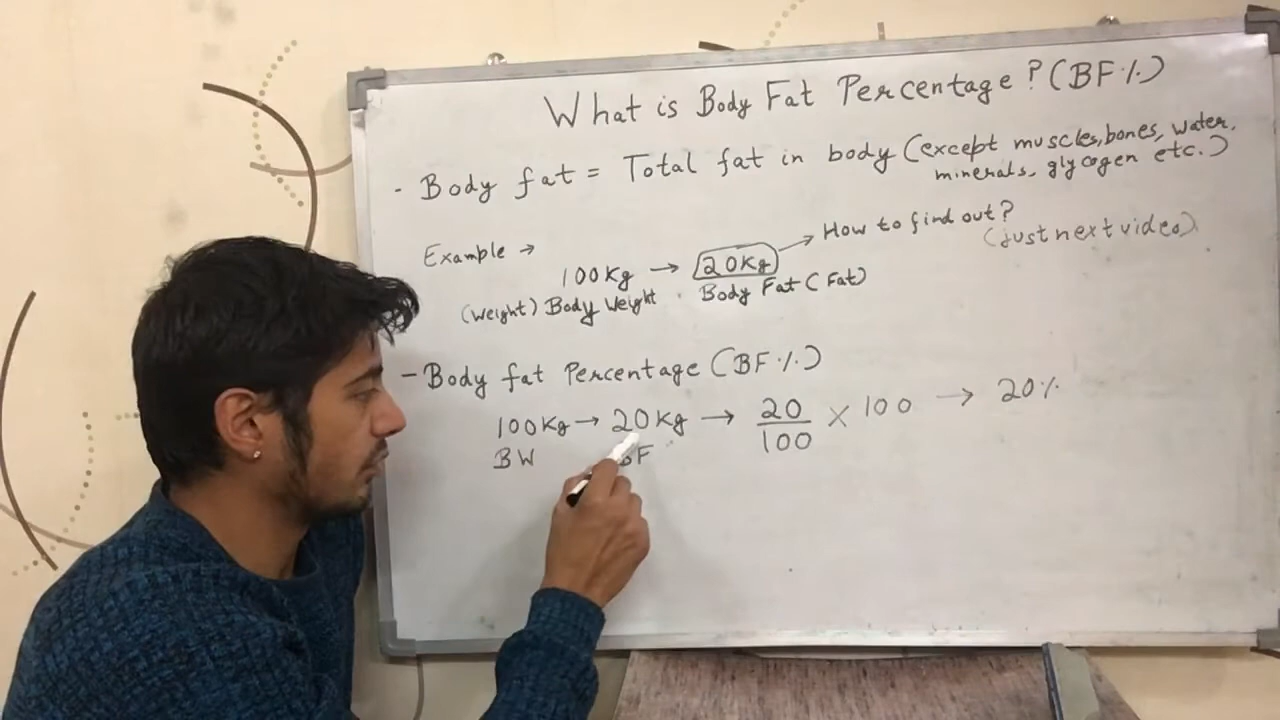 What is Body Fat Percentage? (BF%)
- Body fat = Total fat in body (except muscles, bones, water,
minerals, glycogen etc.)
How to find out?
(just next video)
Example →
100Kg → 20Kg
(weight) Body Weight . Body Fat (Fat)
- Body fat Percentage (BF%)
100Kg → 20Kg → 20/100 × 100 → 20%
BW BF